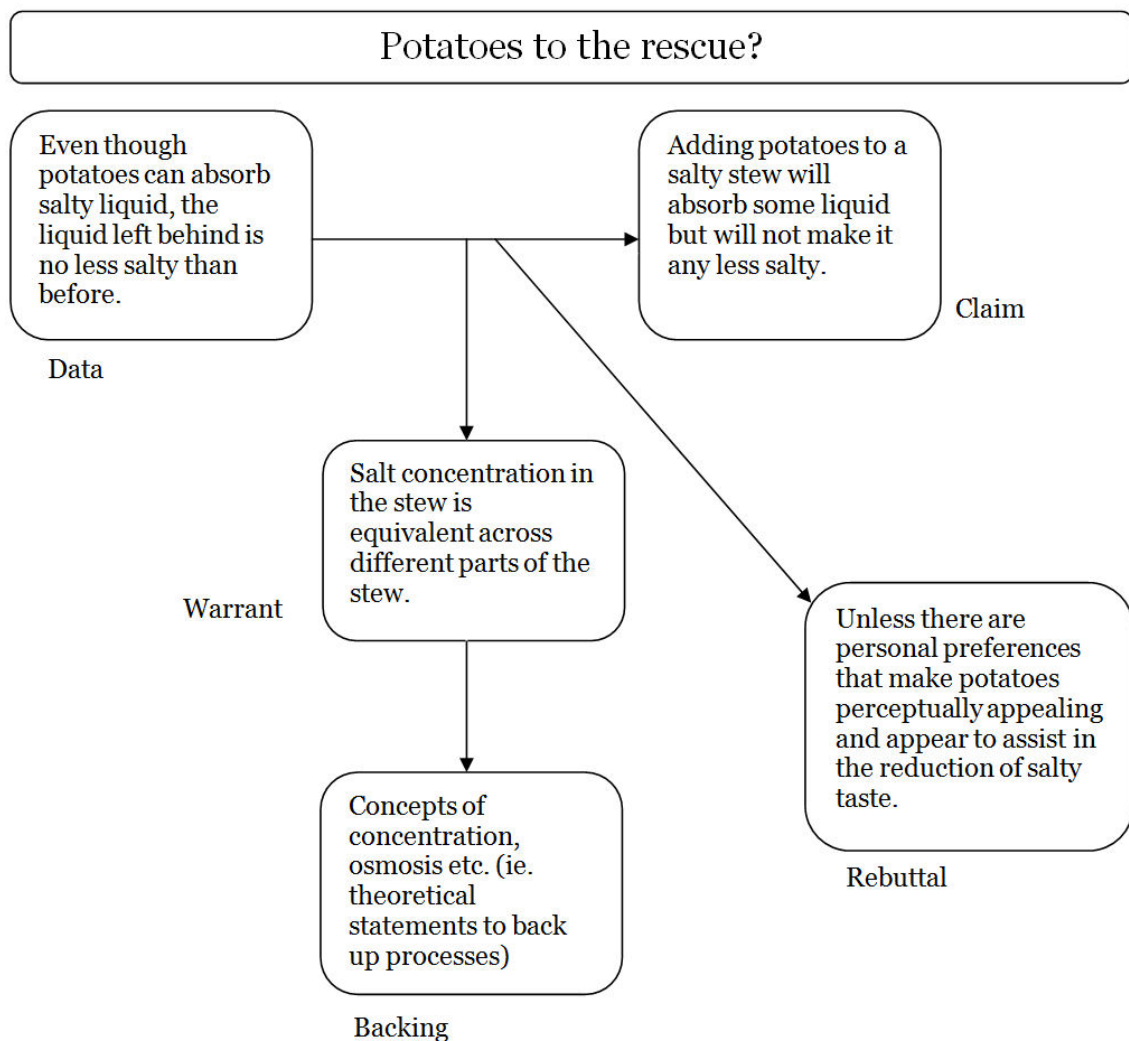 Potatoes to the rescue?
Even though
potatoes can absorb
salty liquid, the
liquid left behind is
no less salty than
before.
Data
Adding potatoes to a
salty stew will
absorb some liquid
but will not make it
any less salty.
Claim
Salt concentration in
the stew is
equivalent across
different parts of the
stew.
Warrant
Unless there are
personal preferences
that make potatoes
perceptually appealing
and appear to assist in
the reduction of salty
taste.
Rebuttal
Concepts of
concentration,
osmosis etc. (ie.
theoretical
statements to back
up processes)
Backing